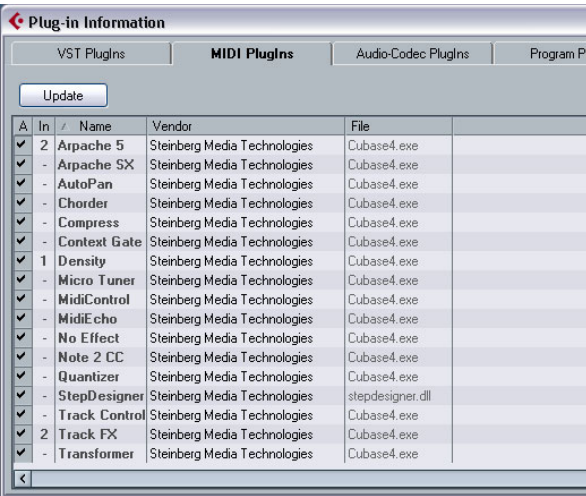 Plug-in Information
VST PlugIns MIDI PlugIns Audio-Codec PlugIns Program P
Update
A In Name Vendor File
2 Arpache 5 Steinberg Media Technologies Cubase4.exe
- Arpache SX Steinberg Media Technologies Cubase4.exe
- AutoPan Steinberg Media Technologies Cubase4.exe
- Chorder Steinberg Media Technologies Cubase4.exe
- Compress Steinberg Media Technologies Cubase4.exe
- Context Gate Steinberg Media Technologies Cubase4.exe
1 Density Steinberg Media Technologies Cubase4.exe
- Micro Tuner Steinberg Media Technologies Cubase4.exe
- MidiControl Steinberg Media Technologies Cubase4.exe
- MidiEcho Steinberg Media Technologies Cubase4.exe
- No Effect Steinberg Media Technologies Cubase4.exe
- Note 2 CC Steinberg Media Technologies Cubase4.exe
- Quantizer Steinberg Media Technologies Cubase4.exe
- StepDesigner Steinberg Media Technologies stepdesigner.dll
- Track Control Steinberg Media Technologies Cubase4.exe
2 Track FX Steinberg Media Technologies Cubase4.exe
- Transformer Steinberg Media Technologies Cubase4.exe